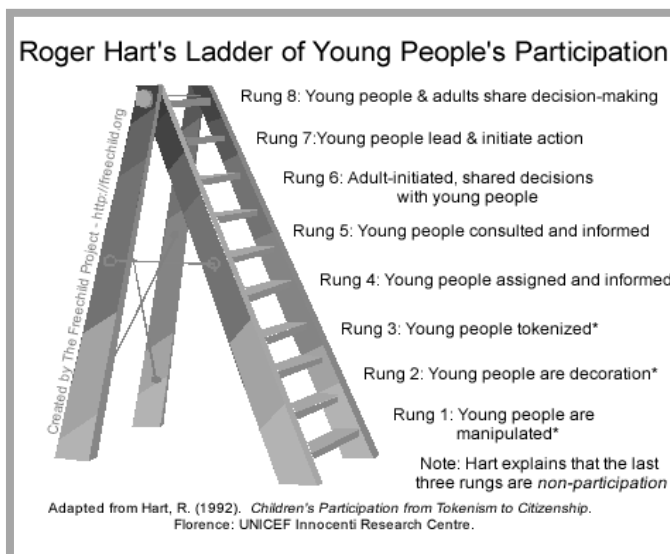 Roger Hart's Ladder of Young People's Participation
Rung 8: Young people & adults share decision-making
Rung 7:Young people lead & initiate action
Rung 6: Adult-initiated, shared decisions
with young people
Rung 5: Young people consulted and informed
Rung 4: Young people assigned and informed
Rung 3: Young people tokenized*
Rung 2: Young people are decoration*
Rung 1: Young people are
manipulated*
Note: Hart explains that the last
three rungs are non-participation
Created by The Freechild Project - http://freechild.org
Adapted from Hart, R. (1992). Children's Participation from Tokenism to Citizenship.
Florence: UNICEF Innocenti Research Centre.